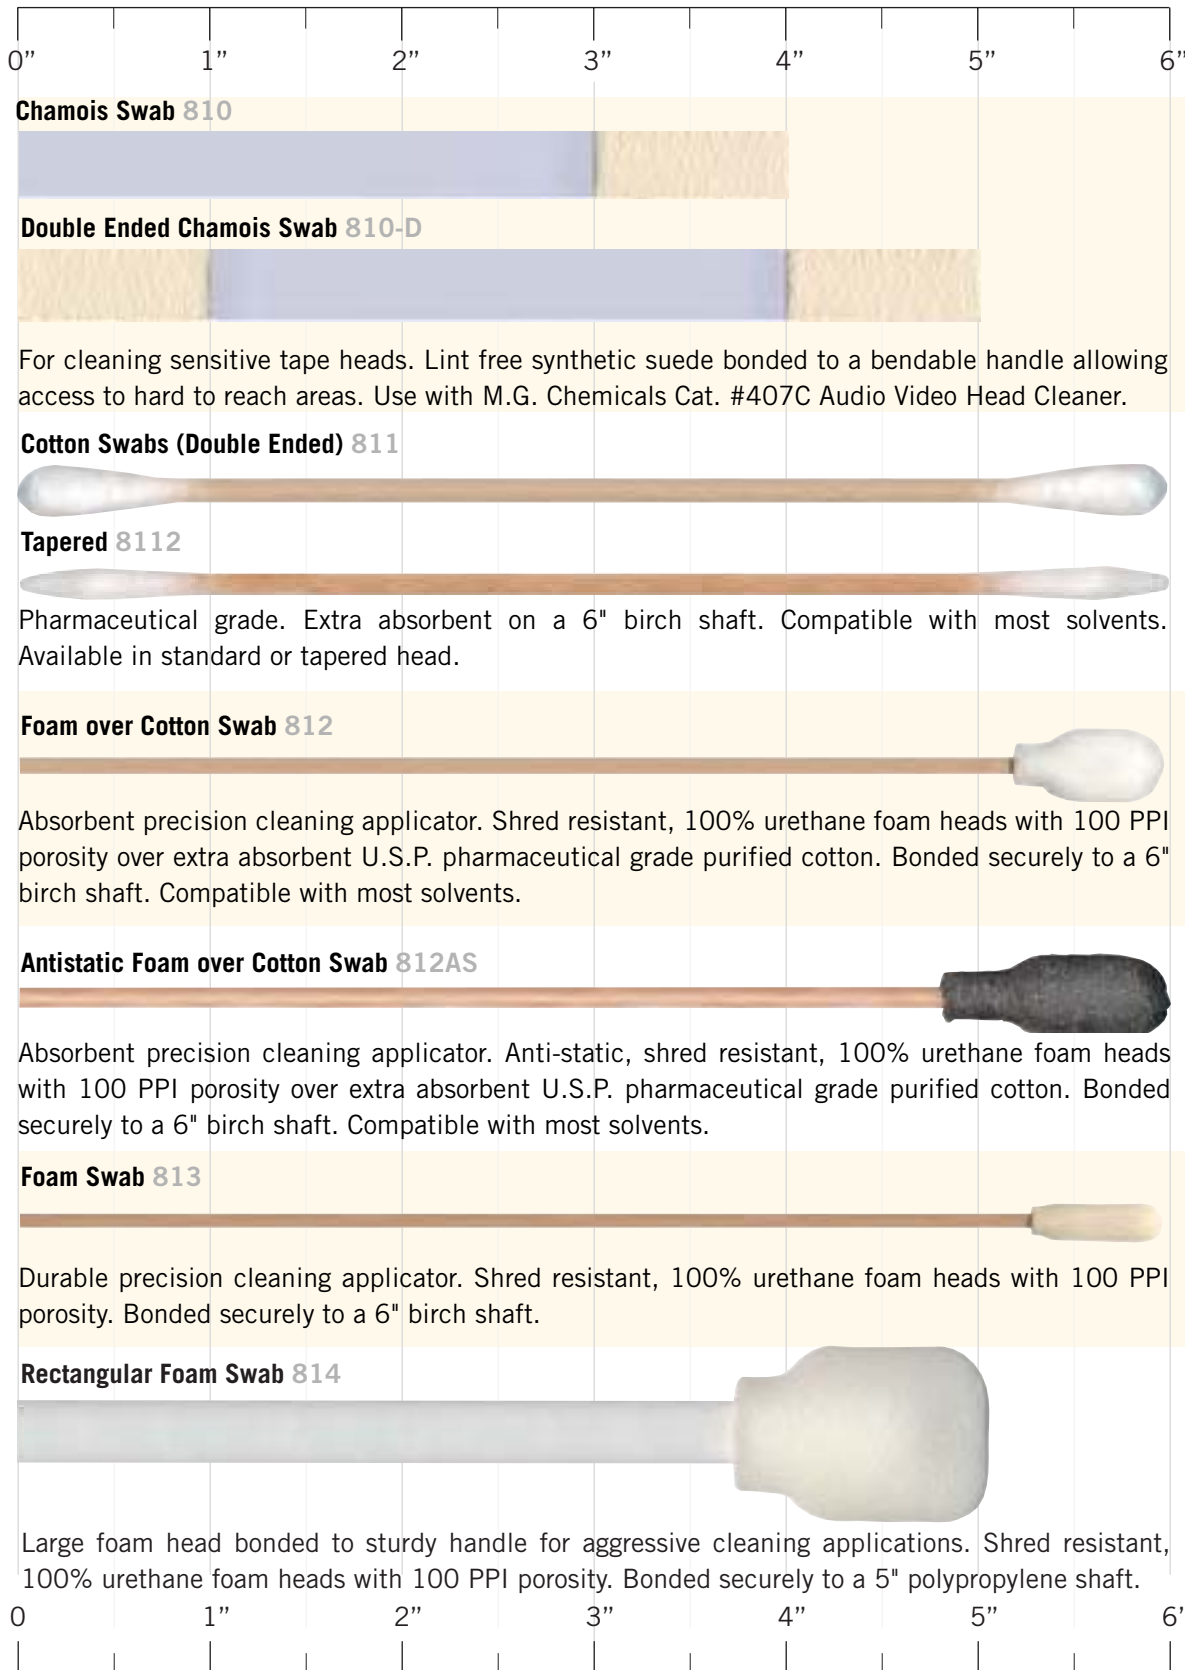 0” 1” 2” 3” 4” 5” 6”
Chamois Swab 810
Double Ended Chamois Swab 810-D
For cleaning sensitive tape heads. Lint free synthetic suede bonded to a bendable handle allowing
access to hard to reach areas. Use with M.G. Chemicals Cat. #407C Audio Video Head Cleaner.
Cotton Swabs (Double Ended) 811
Tapered 8112
Pharmaceutical grade. Extra absorbent on a 6" birch shaft. Compatible with most solvents.
Available in standard or tapered head.
Foam over Cotton Swab 812
Absorbent precision cleaning applicator. Shred resistant, 100% urethane foam heads with 100 PPI
porosity over extra absorbent U.S.P. pharmaceutical grade purified cotton. Bonded securely to a 6"
birch shaft. Compatible with most solvents.
Antistatic Foam over Cotton Swab 812AS
Absorbent precision cleaning applicator. Anti-static, shred resistant, 100% urethane foam heads
with 100 PPI porosity over extra absorbent U.S.P. pharmaceutical grade purified cotton. Bonded
securely to a 6" birch shaft. Compatible with most solvents.
Foam Swab 813
Durable precision cleaning applicator. Shred resistant, 100% urethane foam heads with 100 PPI
porosity. Bonded securely to a 6" birch shaft.
Rectangular Foam Swab 814
Large foam head bonded to sturdy handle for aggressive cleaning applications. Shred resistant,
100% urethane foam heads with 100 PPI porosity. Bonded securely to a 5" polypropylene shaft.
0 1” 2” 3” 4” 5” 6’